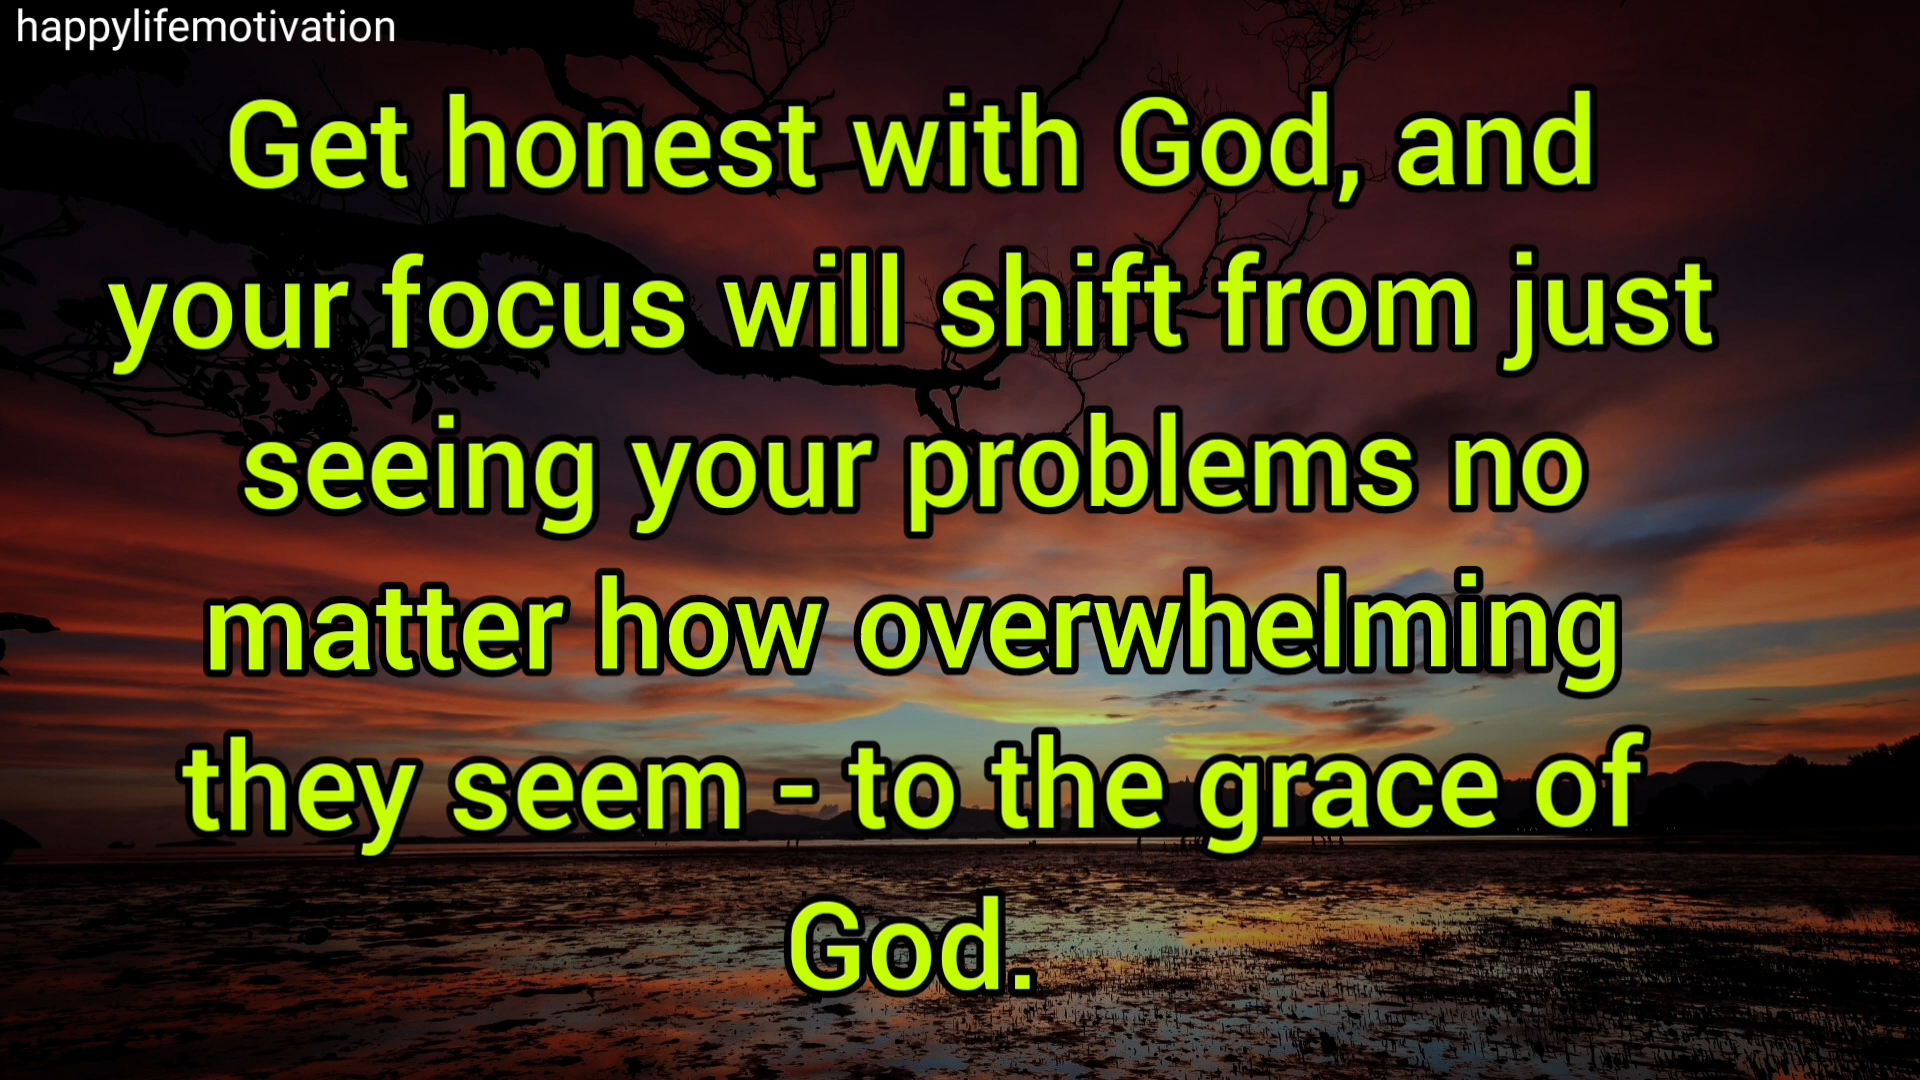 happylifemotivation
Get honest with God, and
your focus will shift from just
seeing your problems no
matter how overwhelming
they seem - to the grace of
God.